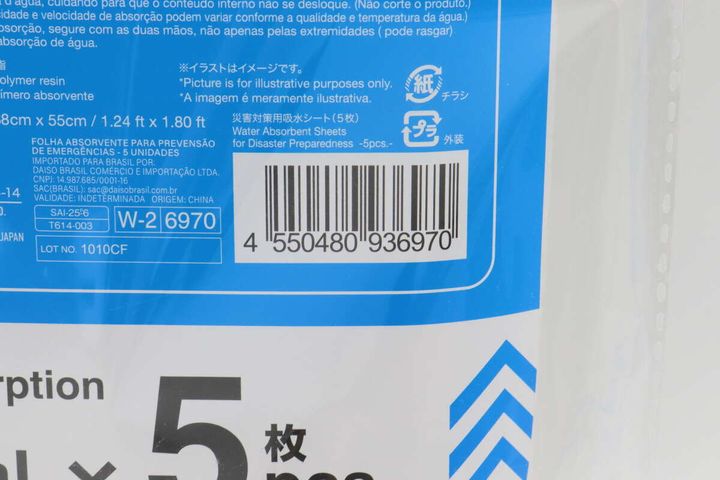 d'água, cuidando para que o conteúdo interno não se desloque. (Não corte o produto.)
cidade e velocidade de absorção podem variar conforme a qualidade e temperatura da água.
bsorção, segure com as duas mãos, não apenas pelas extremidades ( pode rasgar)
absorção de água.
脂
olymer resin
límero absorvente
※イラストはイメージです。
*Picture is for illustrative purposes only.
*A imagem é meramente ilustrativa.
紙 チラシ
8cm x 55cm / 1.24 ft x 1.80 ft
災害対策用吸水シート(5枚)
Water Absorbent Sheets
for Disaster Preparedness -5pcs.-
プラ 外装
FOLHA ABSORVENTE PARA PREVENSÃO
DE EMERGÊNCIAS - 5 UNIDADES
IMPORTADO PARA BRASIL POR.
DAISO BRASIL COMÉRCIO E IMPORTAÇÃO LTDA.
CNPJ: 14.987.685/0001-16
SAC(BRASIL): sac@daisobrasil.com.br
VALIDADE: INDETERMINADA ORIGEM: CHINA
-14
O.
JAPAN
T614-003
W-2 6970
LOT NO. 1010CF
4 550480 936970
rption
× 5 枚
pcs